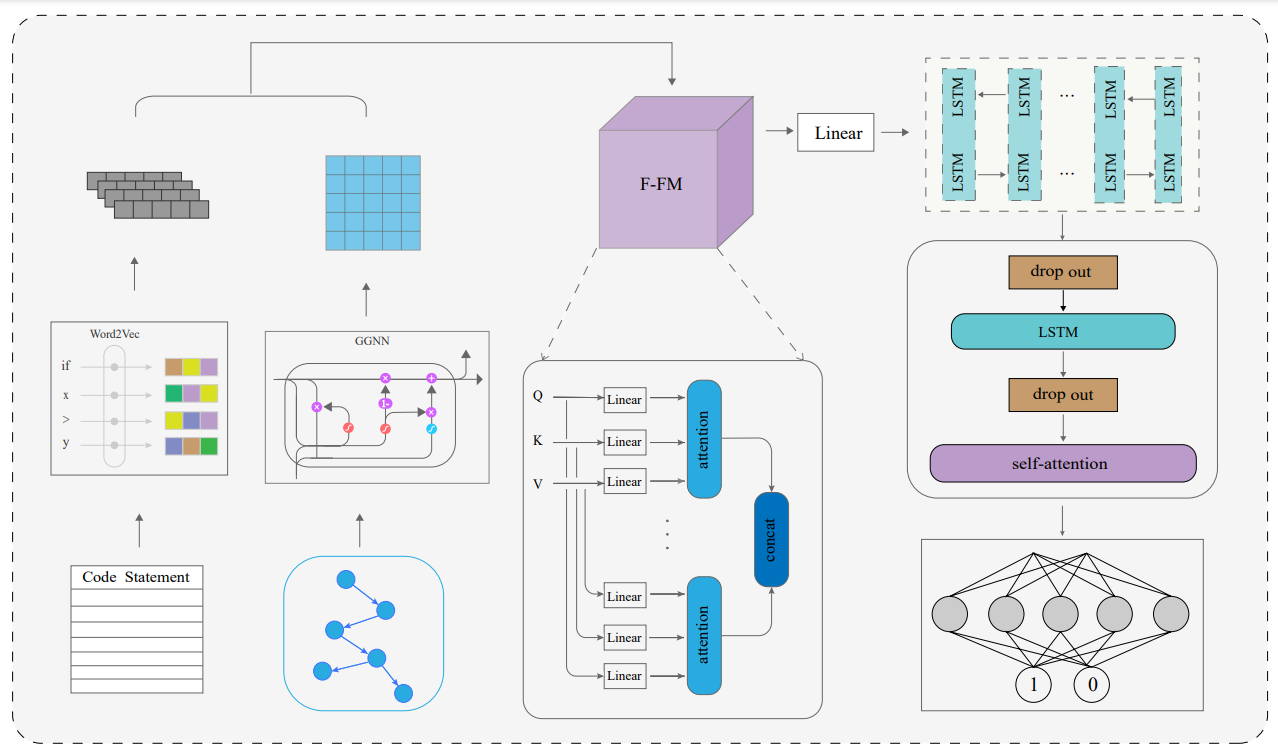 F-FM
Linear
LSTM LSTM ... LSTM LSTM
LSTM LSTM ... LSTM LSTM
Word2Vec
if
x
>
y
GGNN
1-
Code Statement
Q
K
V
Linear
Linear
Linear
attention
concat
Linear
Linear
Linear
attention
drop out
LSTM
drop out
self-attention
1 0